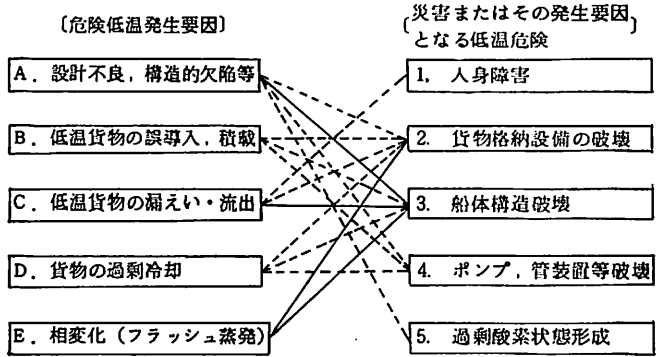 〔危険低温発生要因〕
〔災害またはその発生要因
となる低温危険〕
A. 設計不良，構造的欠陥等
B. 低温貨物の誤導入，積載
C. 低温貨物の漏えい・流出
D. 貨物の過剰冷却
E. 相変化（フラッシュ蒸発）
1. 人身障害
2. 貨物格納設備の破壊
3. 船体構造破壊
4. ポンプ，管装置等破壊
5. 過剰酸素状態形成